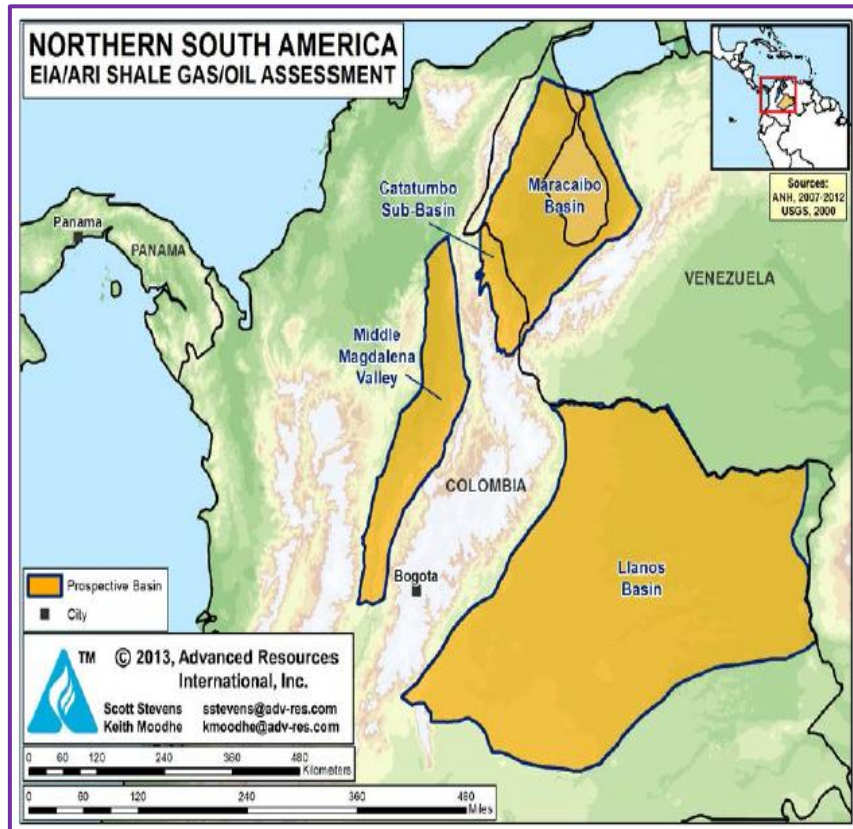 NORTHERN SOUTH AMERICA
EIA/ARI SHALE GAS/OIL ASSESSMENT
Sources:
ANH, 2007-2012
USGS, 2000
Maracaibo
Basin
Catatumbo
Sub-Basin
Panama
PANAMA
VENEZUELA
Middle
Magdalena
Valley
COLOMBIA
Llanos
Basin
Bogota
Prospective Basin
City
TM
© 2013, Advanced Resources
International, Inc.
Scott Stevens sstevens@adv-res.com
Keith Moodhe kmoodhe@adv-res.com
0 60 120 240 360 480
Kilometers
0 60 120 240 360 480
Miles